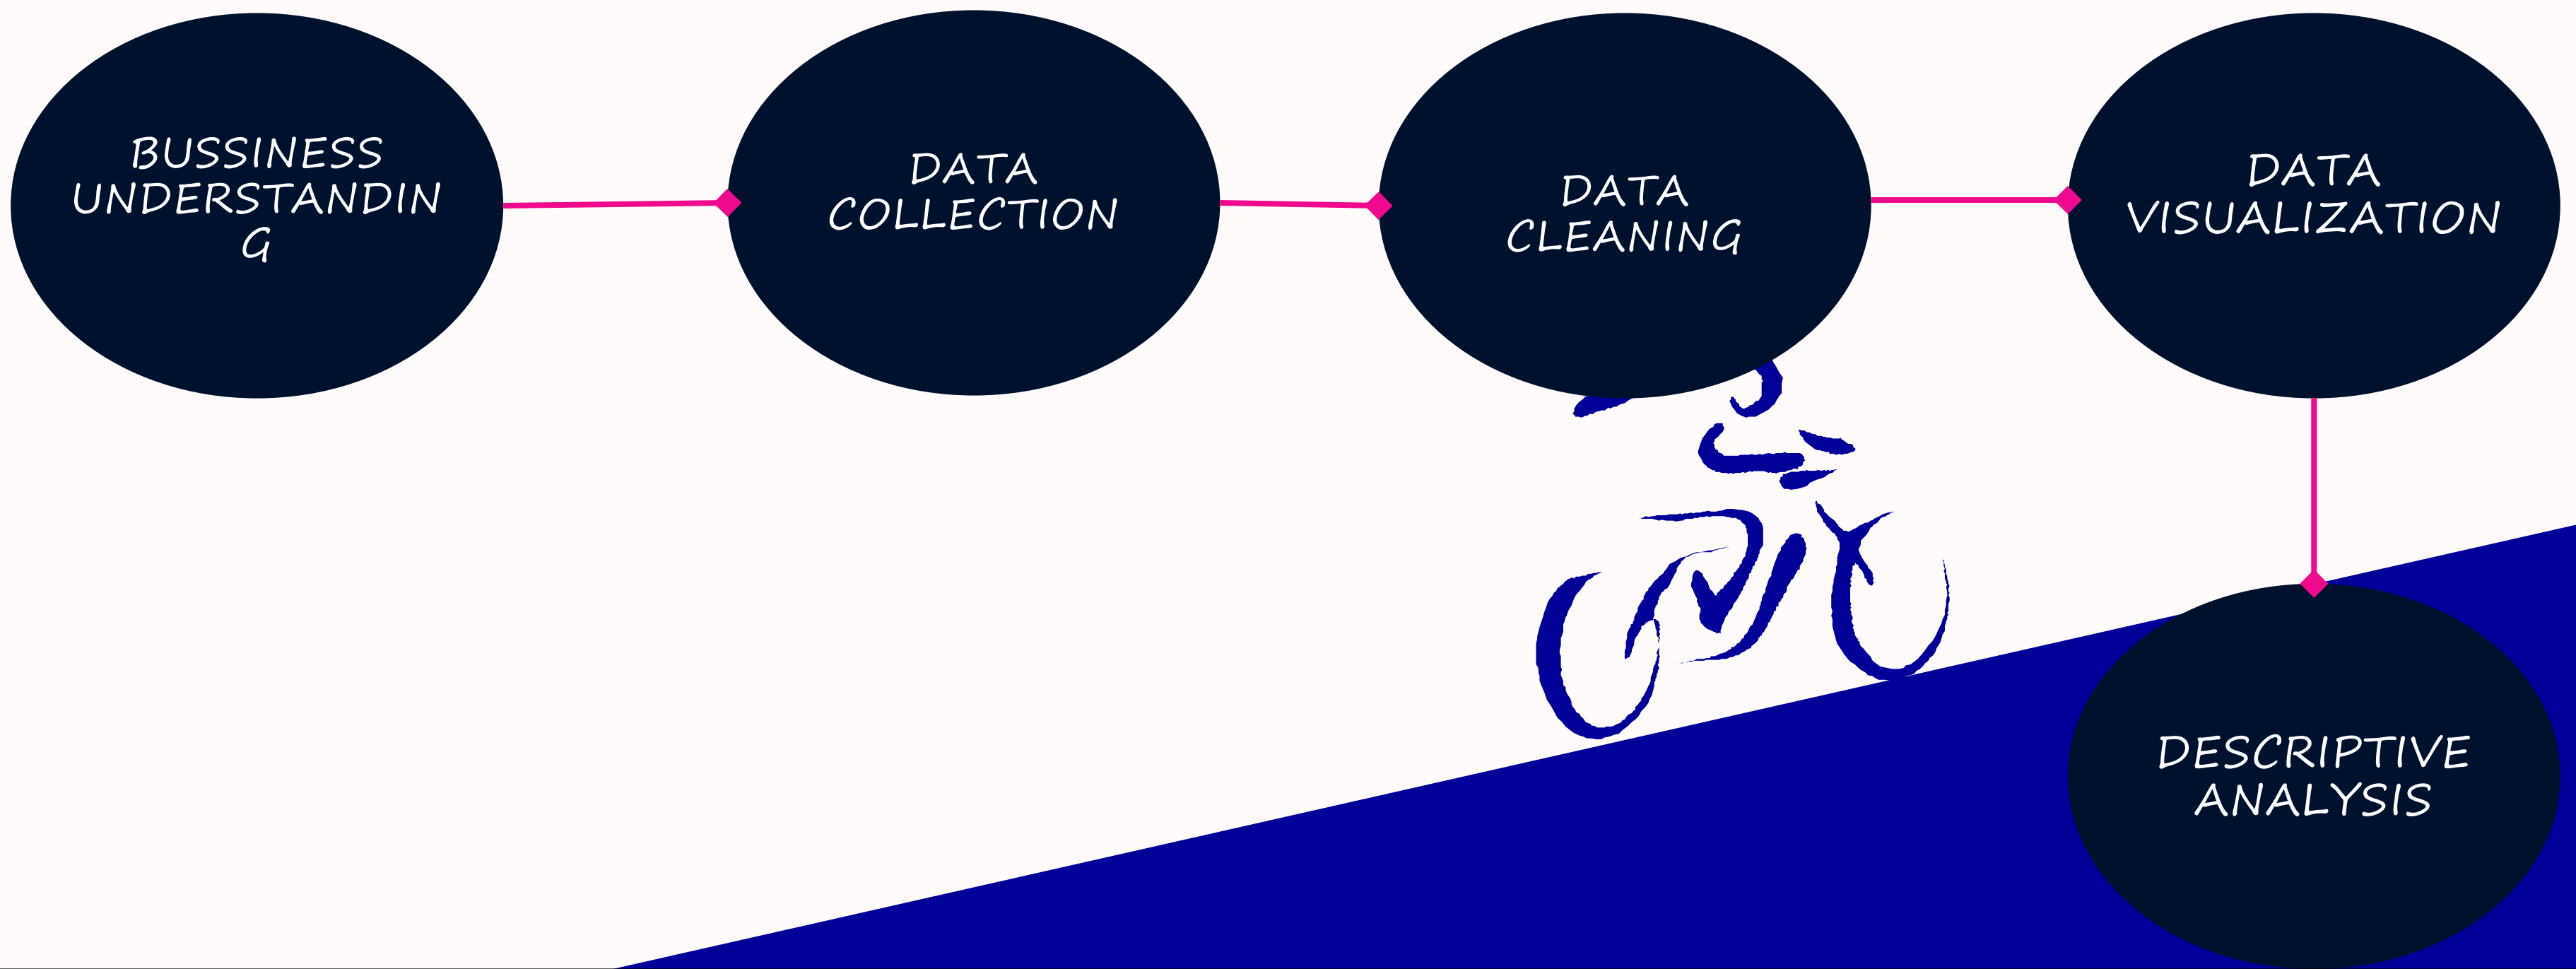 BUSSINESS
UNDERSTANDIN
G
DATA
COLLECTION
DATA
CLEANING
DATA
VISUALIZATION
DESCRIPTIVE
ANALYSIS